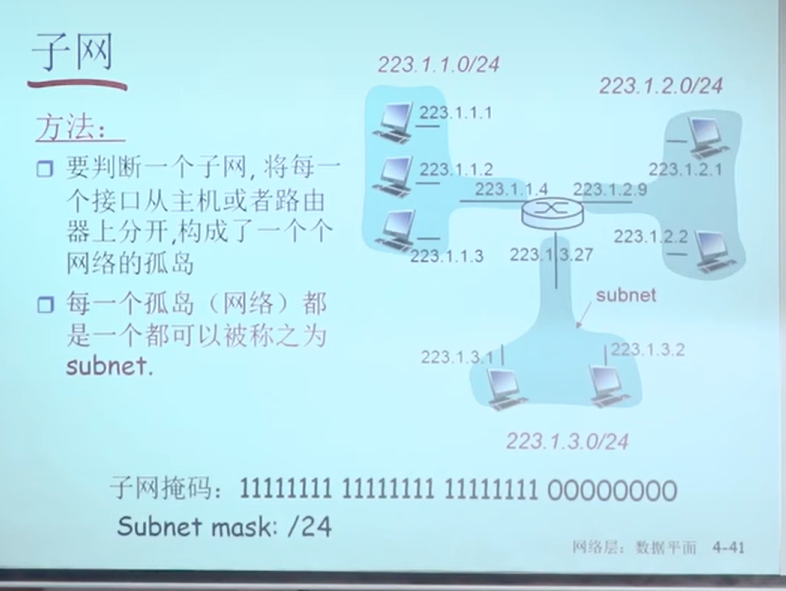 子网
方法：
要判断一个子网, 将每一
个接口从主机或者路由
器上分开,构成了一个个
网络的孤岛
每一个孤岛（网络）都
是一个都可以被称之为
subnet.
223.1.1.0/24
223.1.2.0/24
223.1.1.1
223.1.1.2
223.1.2.1
223.1.1.4
223.1.2.9
223.1.2.2
223.1.1.3
223.1.3.27
subnet
223.1.3.1
223.1.3.2
223.1.3.0/24
子网掩码：11111111 11111111 11111111 00000000
Subnet mask: /24
网络层：数据平面 4-41